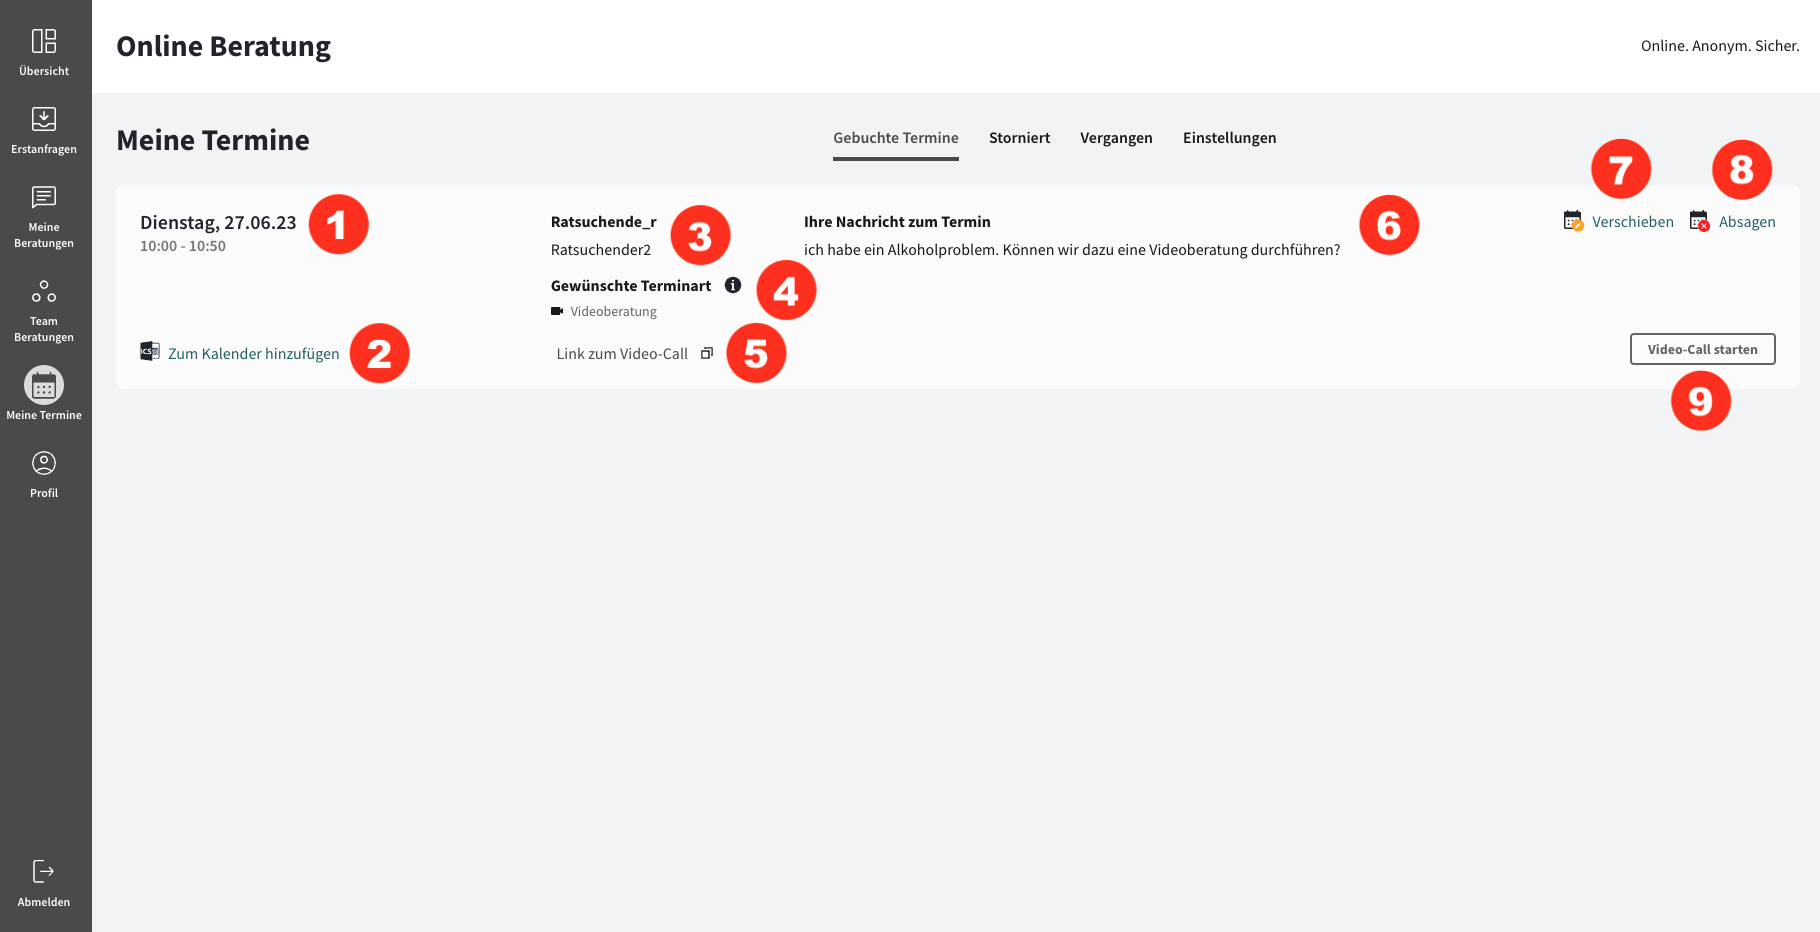 Übersicht
Erstanfragen
Meine
Beratungen
Team
Beratungen
Meine Termine
Profil
Abmelden
Online Beratung
Online. Anonym. Sicher.
Meine Termine
Gebuchte Termine
Storniert
Vergangen
Einstellungen
Dienstag, 27.06.23
1
10:00 - 10:50
ICS
Zum Kalender hinzufügen
2
Ratsuchende_r
Ratsuchender2
3
Gewünschte Terminart
i
4
Videoberatung
Link zum Video-Call
5
Ihre Nachricht zum Termin
ich habe ein Alkoholproblem. Können wir dazu eine Videoberatung durchführen?
6
7
Verschieben
8
Absagen
Video-Call starten
9